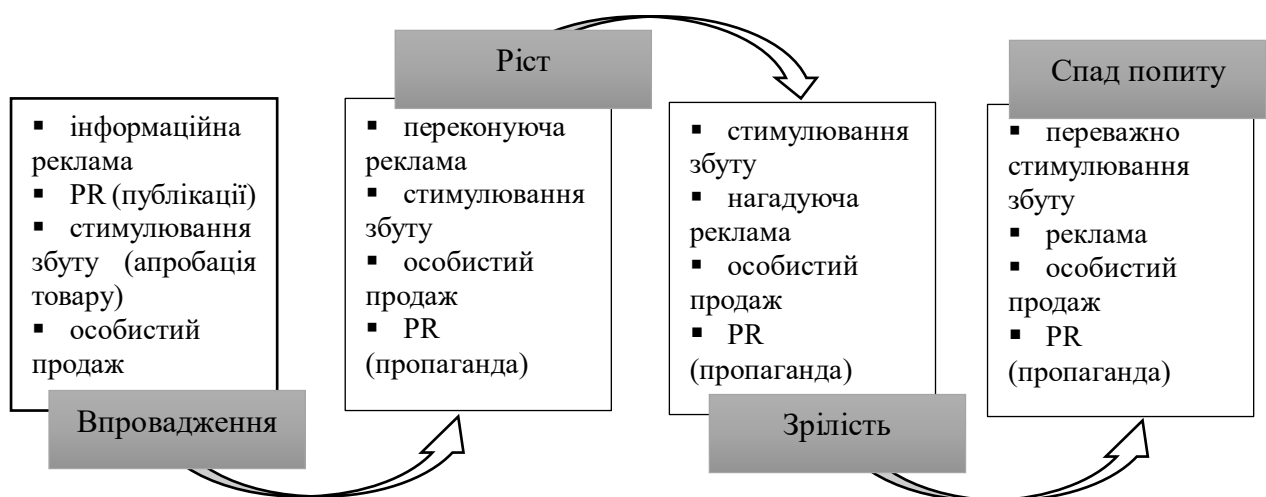 Впровадження
▪ інформаційна
реклама
▪ PR (публікації)
▪ стимулювання
збуту (апробація
товару)
▪ особистий
продаж
Ріст
▪ переконуюча
реклама
▪ стимулювання
збуту
▪ особистий
продаж
▪ PR
(пропаганда)
Зрілість
▪ стимулювання
збуту
▪ нагадуюча
реклама
▪ особистий
продаж
▪ PR
(пропаганда)
Спад попиту
▪ переважно
стимулювання
збуту
▪ реклама
▪ особистий
продаж
▪ PR
(пропаганда)